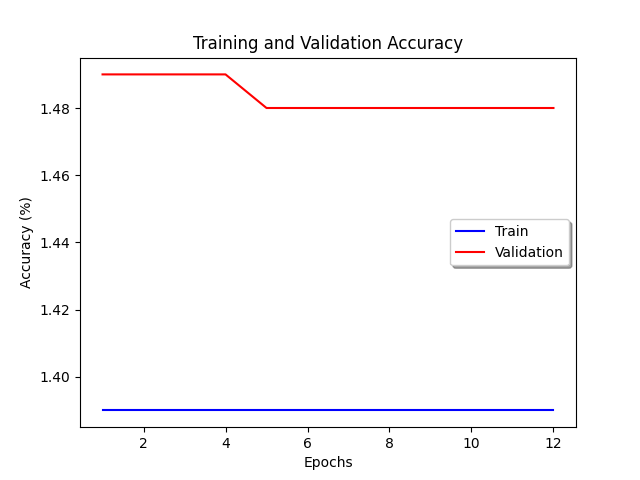 Training and Validation Accuracy
Accuracy (%)
1.48
1.46
1.44
1.42
1.40
Train
Validation
2 4 6 8 10 12
Epochs